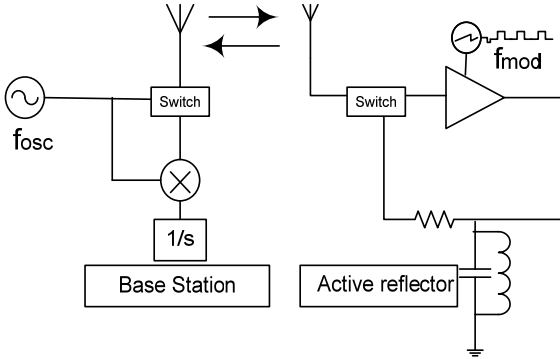 Switch
fosc
1/s
Base Station
fmod
Switch
Active reflector